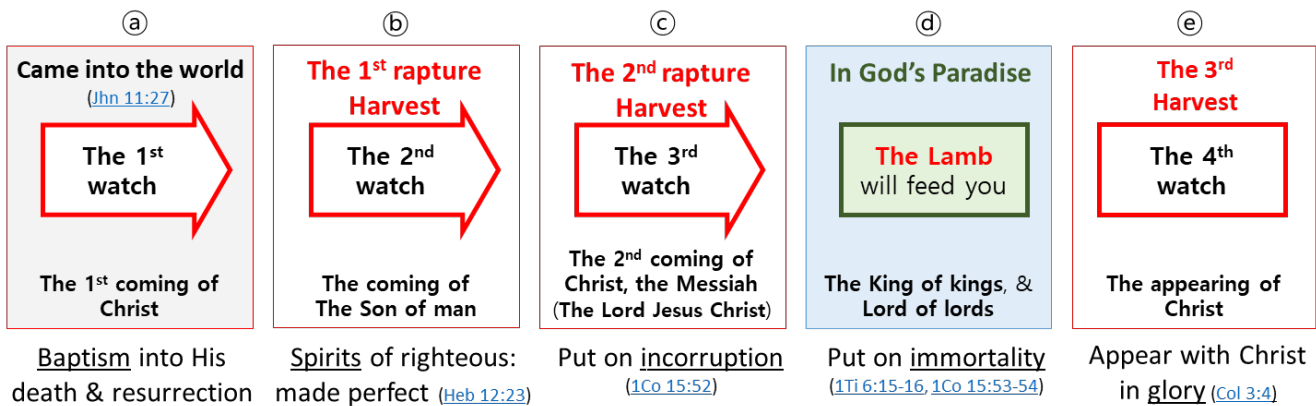 ⓐ
Came into the world
(Jhn 11:27)
The 1st
watch
The 1st coming of
Christ
Baptism into His
death & resurrection
ⓑ
The 1st rapture
Harvest
The 2nd
watch
The coming of
The Son of man
Spirits of righteous:
made perfect (Heb 12:23)
ⓒ
The 2nd rapture
Harvest
The 3rd
watch
The 2nd coming of
Christ, the Messiah
(The Lord Jesus Christ)
Put on incorruption
(1Co 15:52)
ⓓ
In God's Paradise
The Lamb
will feed you
The King of kings, &
Lord of lords
Put on immortality
(1Ti 6:15-16, 1Co 15:53-54)
ⓔ
The 3rd
Harvest
The 4th
watch
The appearing of
Christ
Appear with Christ
in glory (Col 3:4)